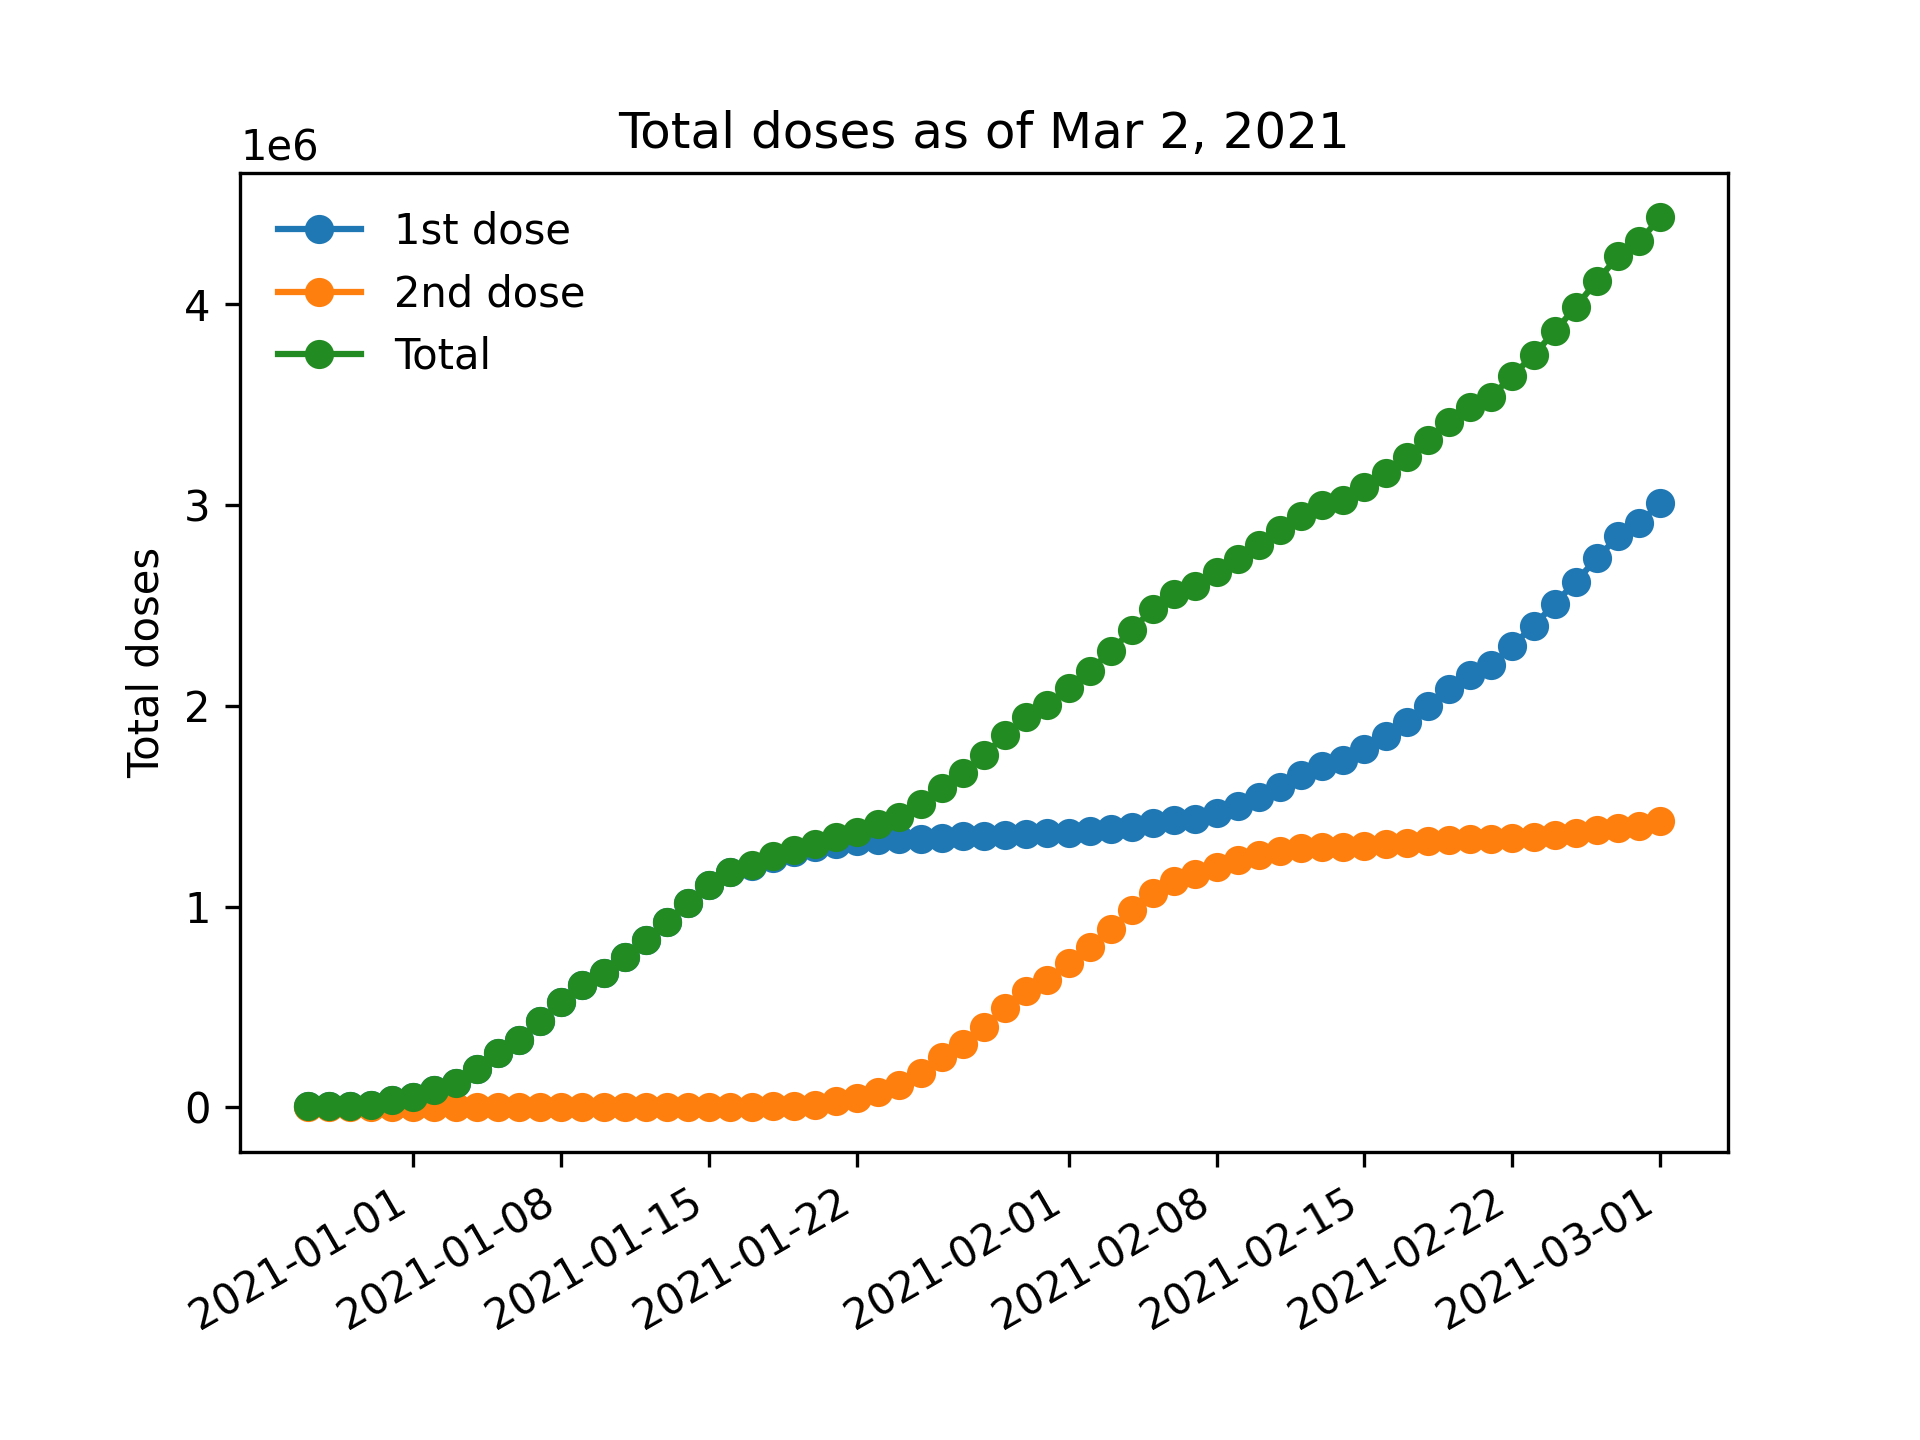 Total doses as of Mar 2, 2021
1e6
1st dose
2nd dose
Total
4
3
2
1
0
Total doses
2021-01-01
2021-01-08
2021-01-15
2021-01-22
2021-02-01
2021-02-08
2021-02-15
2021-02-22
2021-03-01